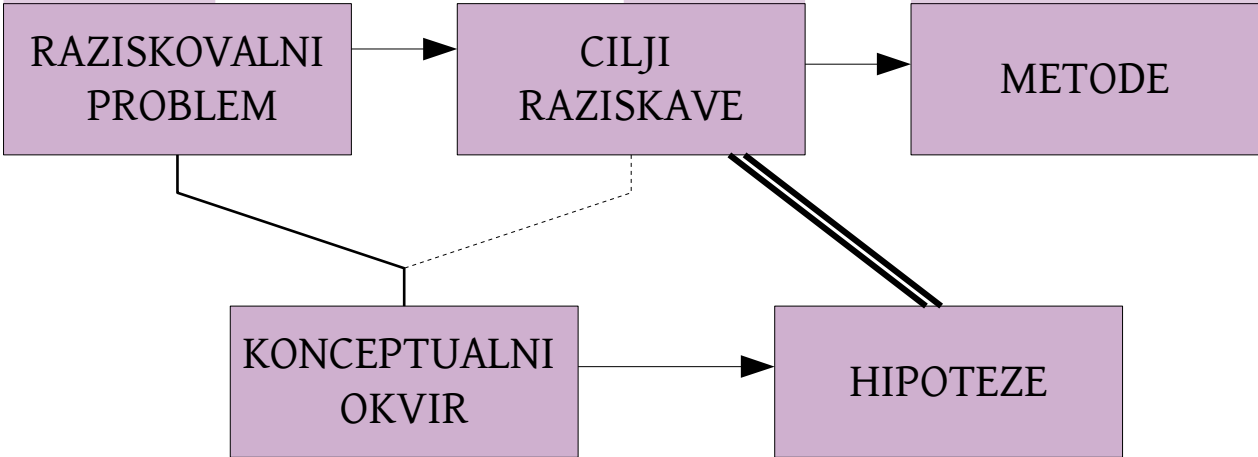 RAZISKOVALNI
PROBLEM
CILJI
RAZISKAVE
METODE
KONCEPTUALNI
OKVIR
HIPOTEZE